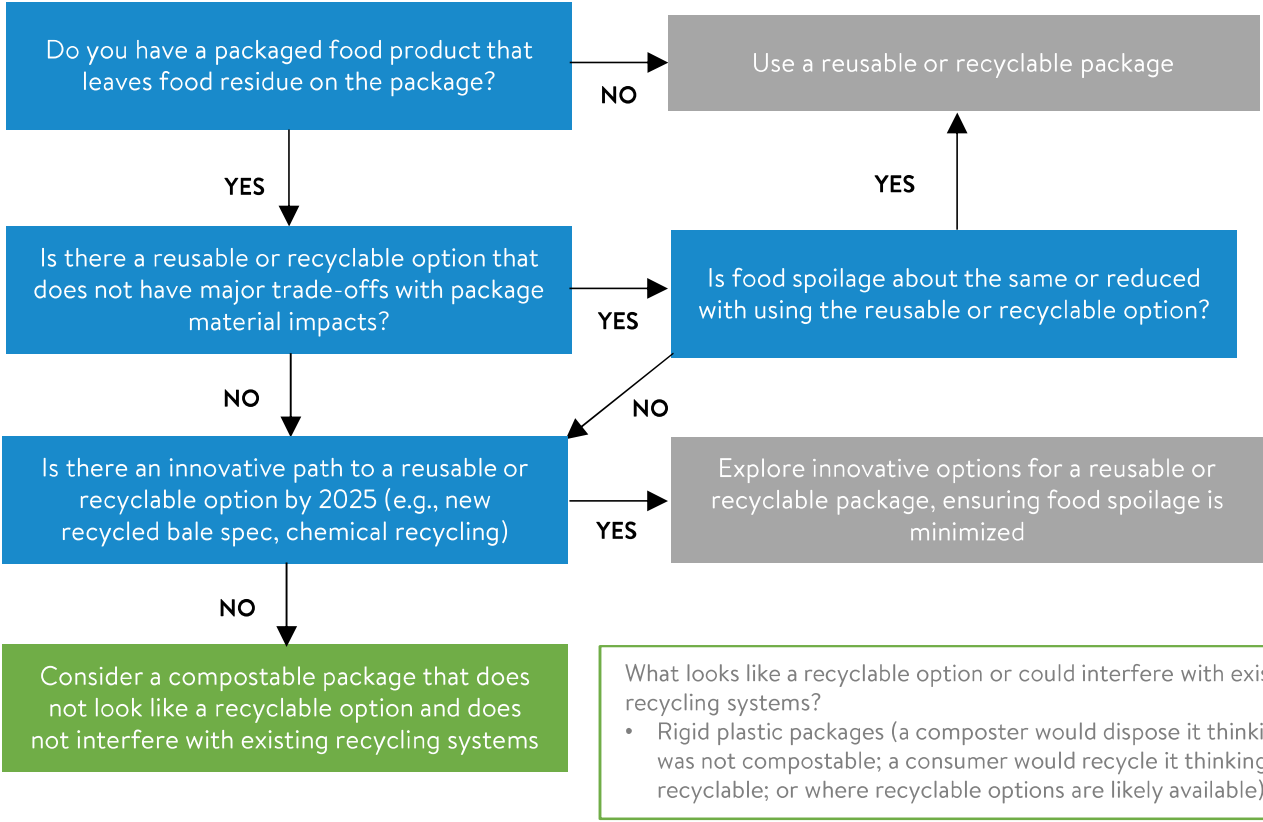 Do you have a packaged food product that
leaves food residue on the package?
NO
Use a reusable or recyclable package
YES
YES
Is there a reusable or recyclable option that
does not have major trade-offs with package
material impacts?
YES
Is food spoilage about the same or reduced
with using the reusable or recyclable option?
NO
NO
Is there an innovative path to a reusable or
recyclable option by 2025 (e.g., new
recycled bale spec, chemical recycling)
YES
Explore innovative options for a reusable or
recyclable package, ensuring food spoilage is
minimized
NO
Consider a compostable package that does
not look like a recyclable option and does
not interfere with existing recycling systems
What looks like a recyclable option or could interfere with
recycling systems?
• Rigid plastic packages (a composter would dispose it
was not compostable; a consumer would recycle it thinking
recyclable; or where recyclable options are likely available)